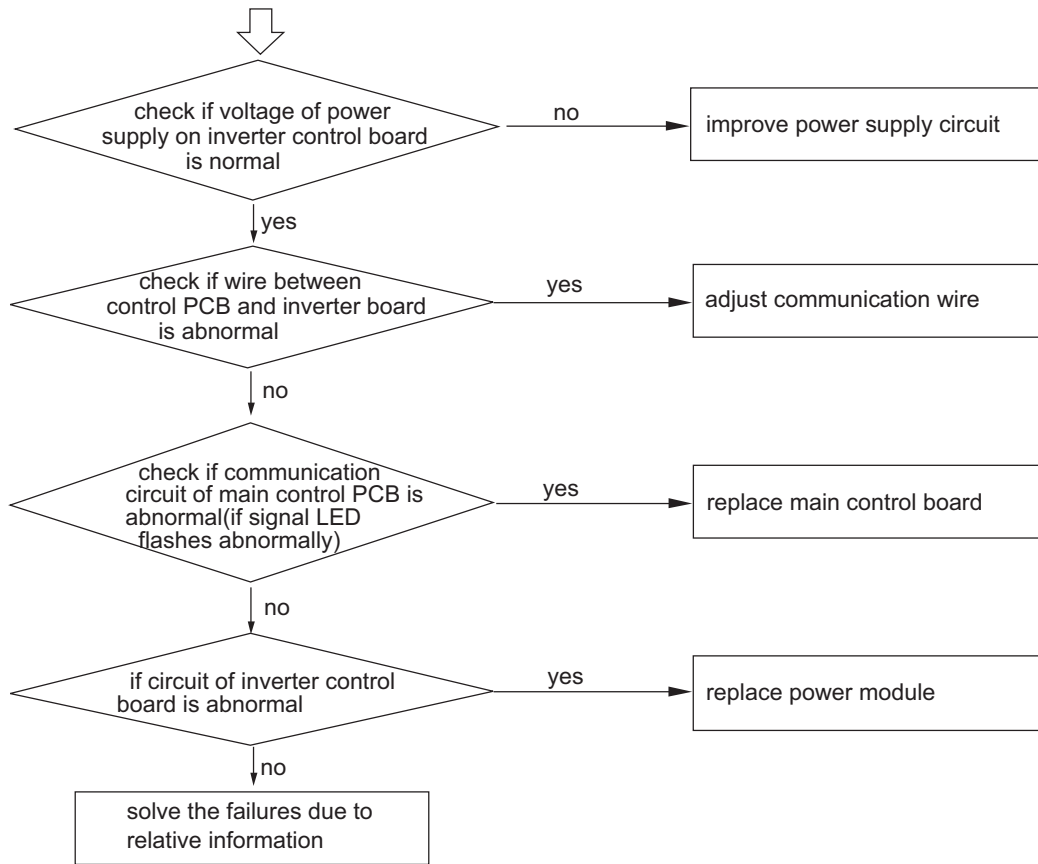 check if voltage of power
supply on inverter control board
is normal
no
improve power supply circuit
yes
check if wire between
control PCB and inverter board
is abnormal
yes
adjust communication wire
no
check if communication
circuit of main control PCB is
abnormal(if signal LED
flashes abnormally)
yes
replace main control board
no
if circuit of inverter control
board is abnormal
yes
replace power module
no
solve the failures due to
relative information